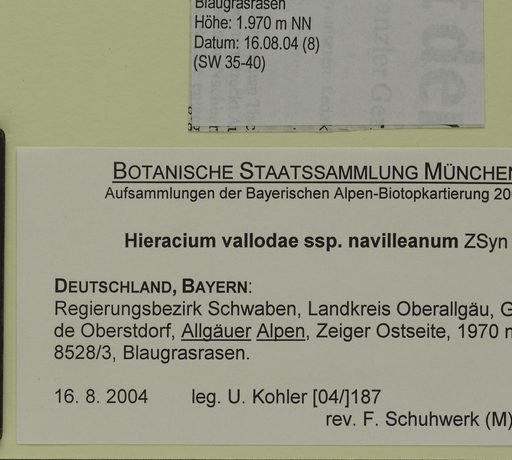 Blaugrasrasen
Höhe: 1.970 m NN
Datum: 16.08.04 (8)
(SW 35-40)
BOTANISCHE STAATSSAMMLUNG MÜNCHEN
Aufsammlungen der Bayerischen Alpen-Biotopkartierung 20
Hieracium vallodae ssp. navilleanum ZSyn
DEUTSCHLAND, BAYERN:
Regierungsbezirk Schwaben, Landkreis Oberallgäu, G
de Oberstdorf, Allgäuer Alpen, Zeiger Ostseite, 1970 m
8528/3, Blaugrasrasen.
16. 8. 2004 leg. U. Kohler [04/]187
rev. F. Schuhwerk (M)